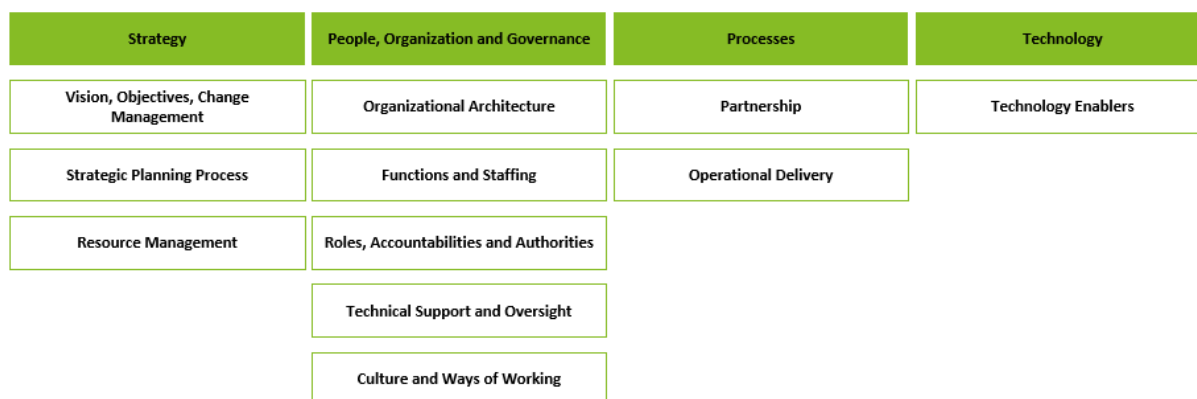 Strategy
People, Organization and Governance
Processes
Technology
Vision, Objectives, Change
Management
Organizational Architecture
Partnership
Technology Enablers
Strategic Planning Process
Functions and Staffing
Operational Delivery
Resource Management
Roles, Accountabilities and Authorities
Technical Support and Oversight
Culture and Ways of Working